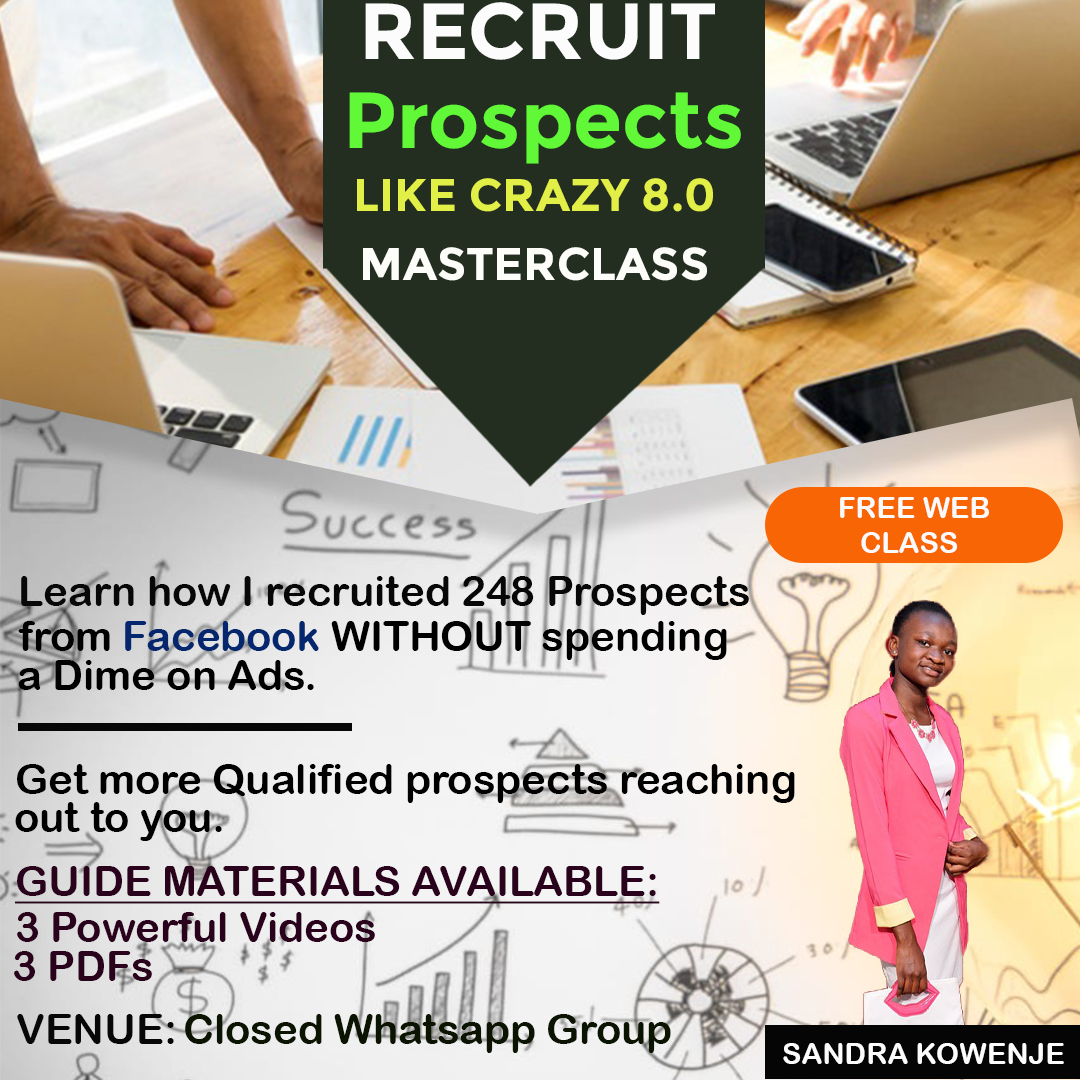 RECRUIT
Prospects
LIKE CRAZY 8.0
MASTERCLASS
Success
FREE WEB
CLASS
Learn how I recruited 248 Prospects
from Facebook WITHOUT spending
a Dime on Ads.
Get more Qualified prospects reaching
out to you.
GUIDE MATERIALS AVAILABLE:
3 Powerful Videos
3 PDFs
10%
30%
VENUE: Closed Whatsapp Group
SANDRA KOWENJE